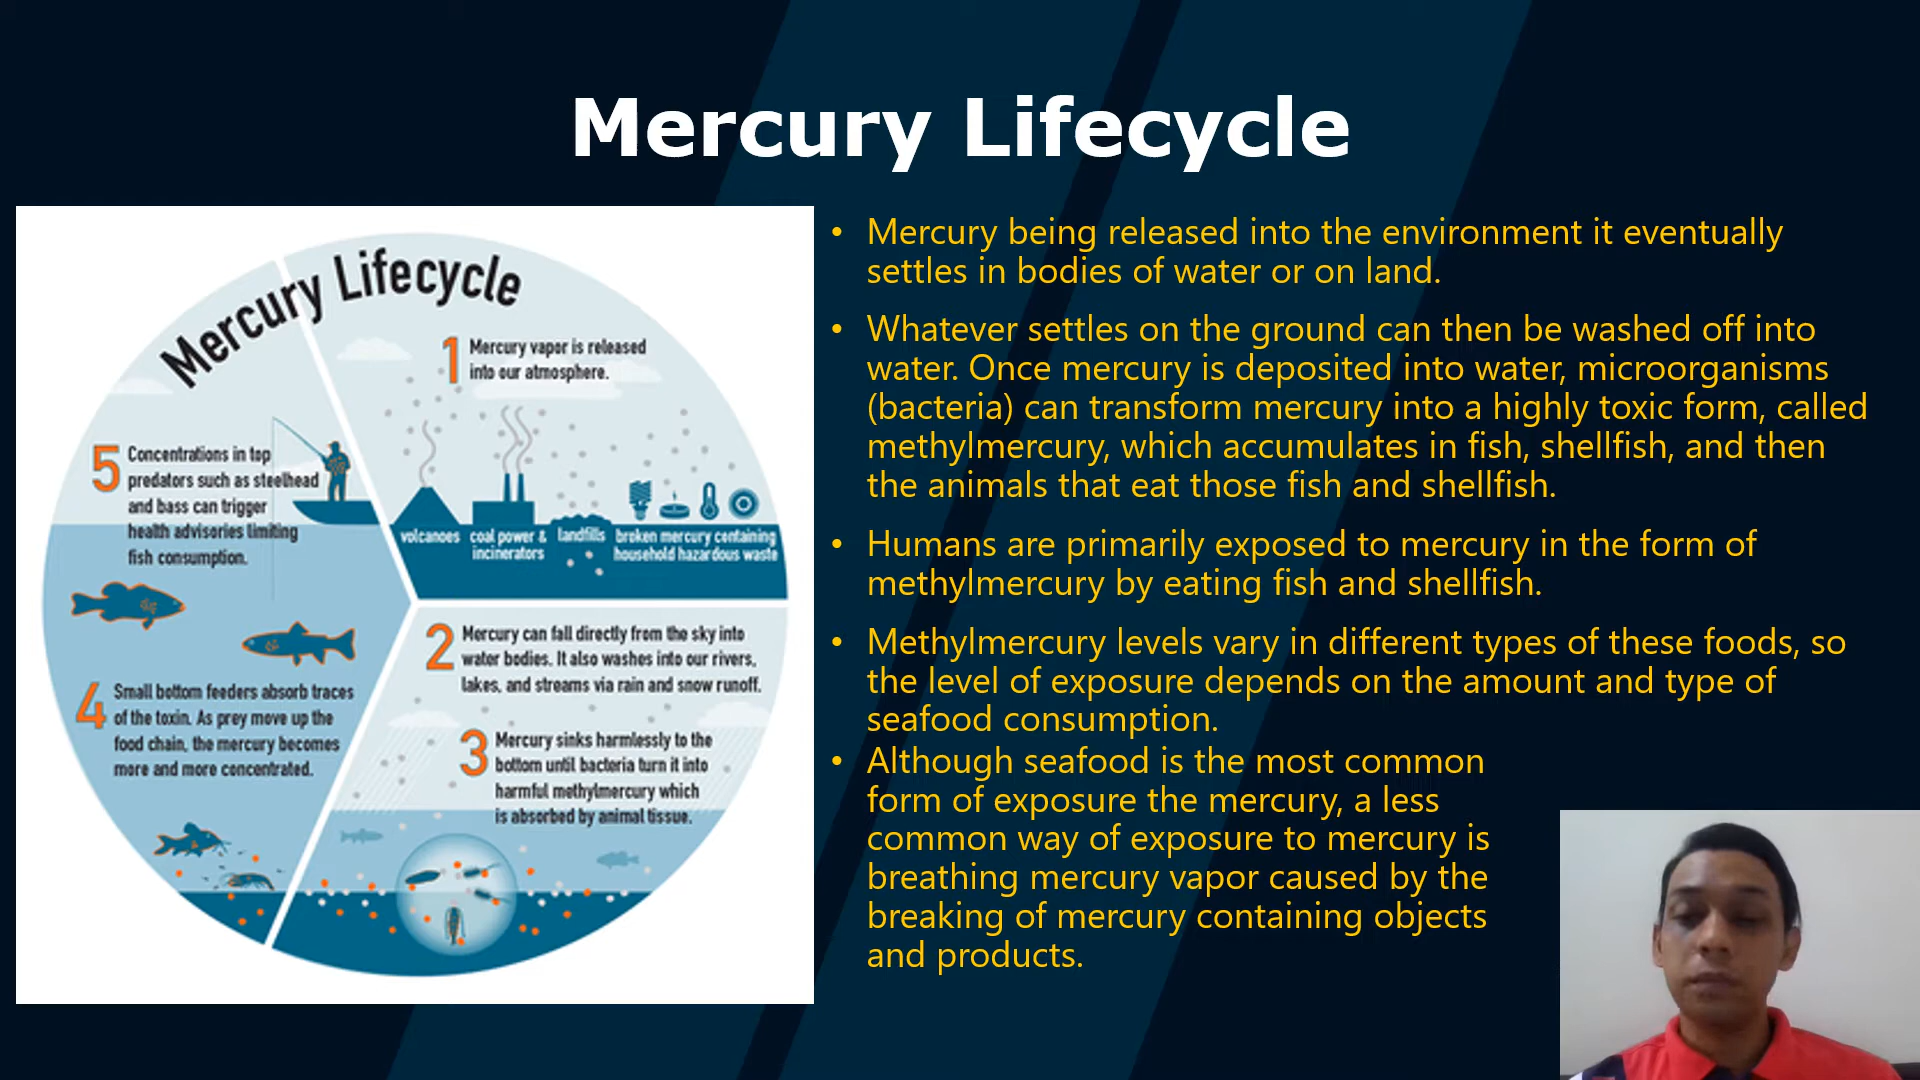 Mercury Lifecycle
Mercury Lifecycle
1 Mercury vapor is released
into our atmosphere.
volcanoes
coal power &
incinerators
landfills
broken mercury containing
household hazardous waste
2 Mercury can fall directly from the sky into
water bodies. It also washes into our rivers,
lakes, and streams via rain and snow runoff.
3 Mercury sinks harmlessly to the
bottom until bacteria turn it into
harmful methylmercury which
is absorbed by animal tissue.
4 Small bottom feeders absorb traces
of the toxin. As prey move up the
food chain, the mercury becomes
more and more concentrated.
5 Concentrations in top
predators such as steelhead
and bass can trigger
health advisories limiting
fish consumption.
• Mercury being released into the environment it eventually
settles in bodies of water or on land.
• Whatever settles on the ground can then be washed off into
water. Once mercury is deposited into water, microorganisms
(bacteria) can transform mercury into a highly toxic form, called
methylmercury, which accumulates in fish, shellfish, and then
the animals that eat those fish and shellfish.
• Humans are primarily exposed to mercury in the form of
methylmercury by eating fish and shellfish.
• Methylmercury levels vary in different types of these foods, so
the level of exposure depends on the amount and type of
seafood consumption.
• Although seafood is the most common
form of exposure the mercury, a less
common way of exposure to mercury is
breathing mercury vapor caused by the
breaking of mercury containing objects
and products.